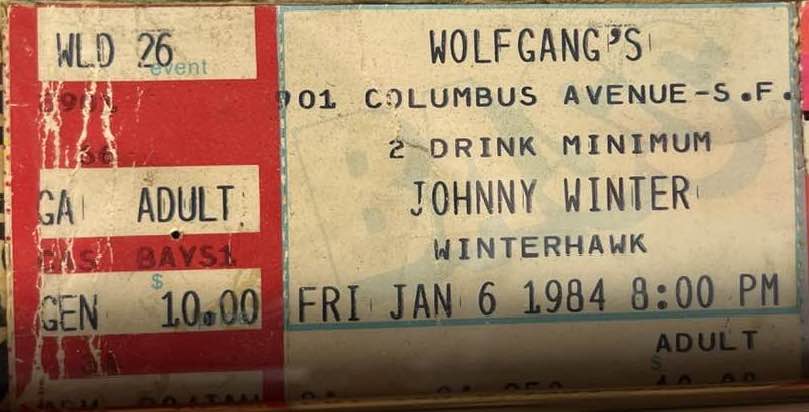 WLD 26
event
GA ADULT
BAYS1
$
GEN 10.00
WOLFGANG'S
901 COLUMBUS AVENUE-S.F.
2 DRINK MINIMUM
JOHNNY WINTER
WINTERHAWK
FRI JAN 6 1984 8:00 PM
ADULT
$